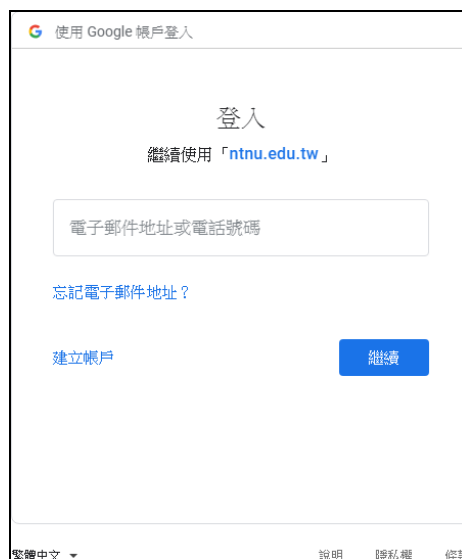 使用 Google 帳戶登入
登入
繼續使用「ntnu.edu.tw」
電子郵件地址或電話號碼
忘記電子郵件地址？
建立帳戶
繼續
繁體中文
說明 隱私權